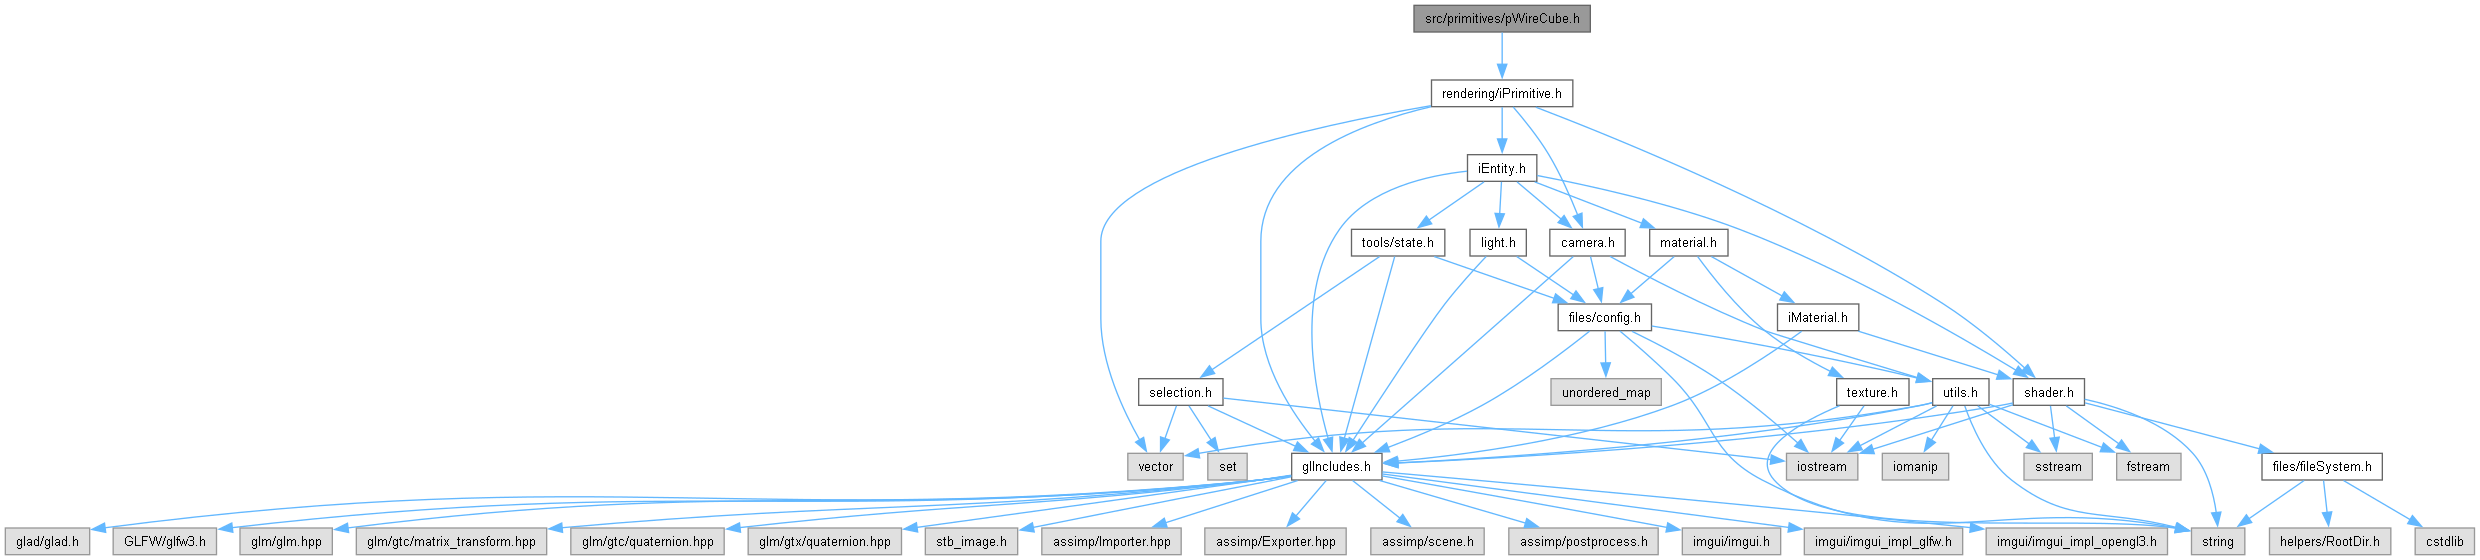 src/primitives/pWireCube.h
rendering/iPrimitive.h
iEntity.h
tools/state.h
light.h
camera.h
material.h
files/config.h
iMaterial.h
selection.h
unordered_map
texture.h
utils.h
shader.h
vector
set
glIncludes.h
iostream
iomanip
sstream
fstream
files/fileSystem.h
glad/glad.h
GLFW/glfw3.h
glm/glm.hpp
glm/gtc/matrix_transform.hpp
glm/gtc/quaternion.hpp
glm/gtx/quaternion.hpp
stb_image.h
assimp/Importer.hpp
assimp/Exporter.hpp
assimp/scene.h
assimp/postprocess.h
imgui/imgui.h
imgui/imgui_impl_glfw.h
imgui/imgui_impl_opengl3.h
string
helpers/RootDir.h
cstdlib